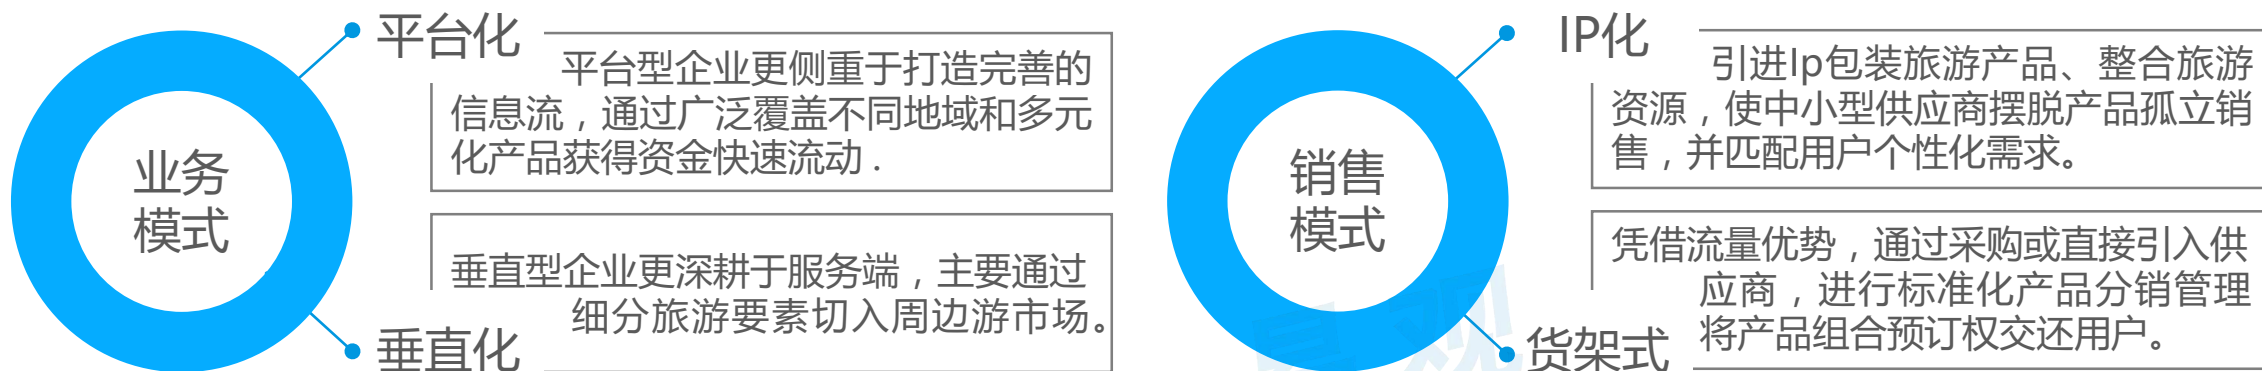 业务
模式
平台化
平台型企业更侧重于打造完善的
信息流，通过广泛覆盖不同地域和多元
化产品获得资金快速流动.
垂直型企业更深耕于服务端，主要通过
细分旅游要素切入周边游市场。
垂直化
销售
模式
IP化
引进Ip包装旅游产品、整合旅游
资源，使中小型供应商摆脱产品孤立销
售，并匹配用户个性化需求。
凭借流量优势，通过采购或直接引入供
应商，进行标准化产品分销管理
将产品组合预订权交还用户。
货架式